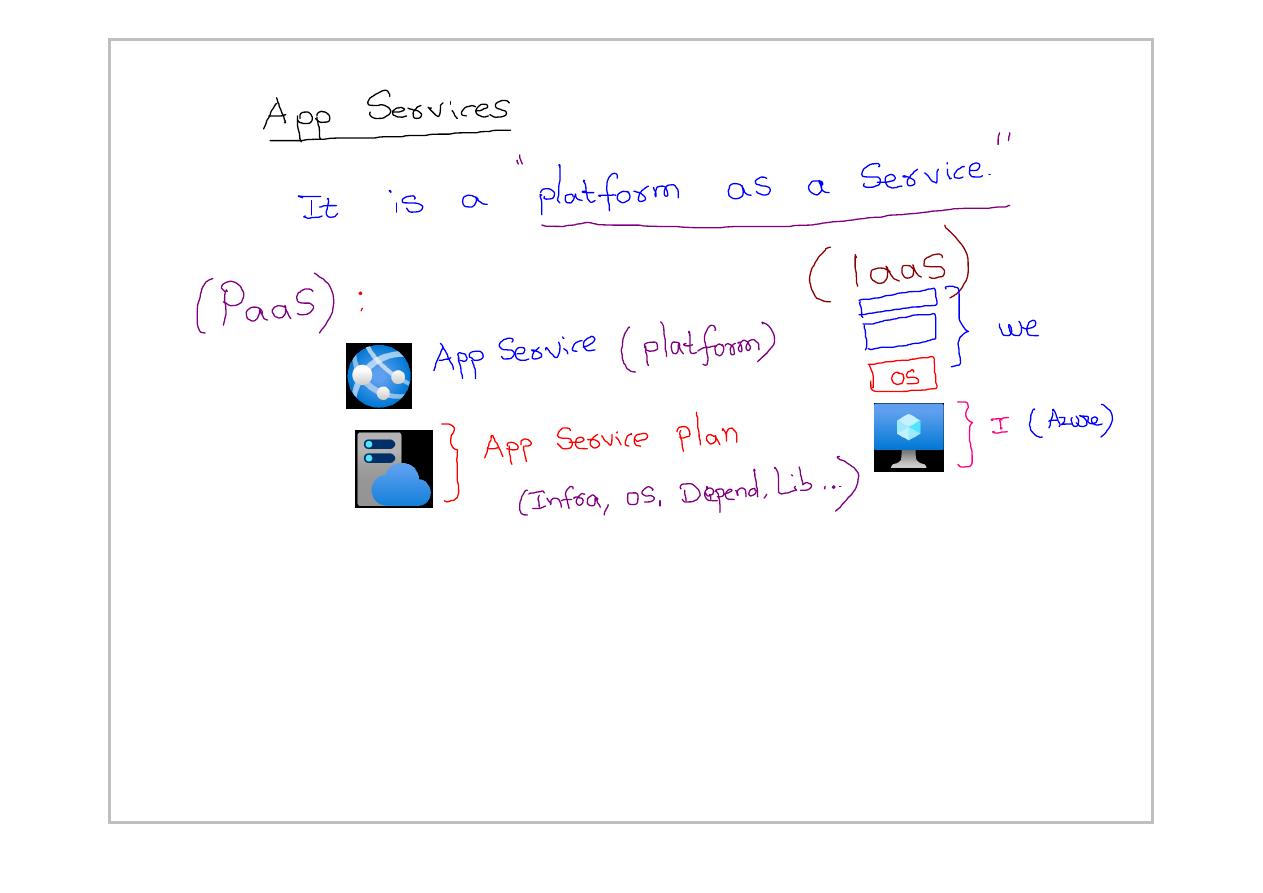 App Services
It is a "platform as a Service."
(PaaS) :
App Service (platform)
App Service Plan
(Infra, OS, Depend, Lib ...)
(IaaS)
we
OS
I (Azure)